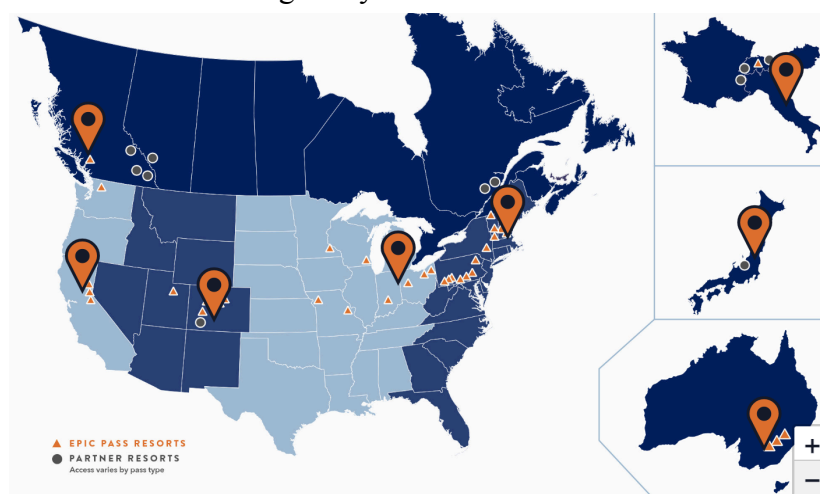 EPIC PASS RESORTS
PARTNER RESORTS
Access varies by pass type
+
−